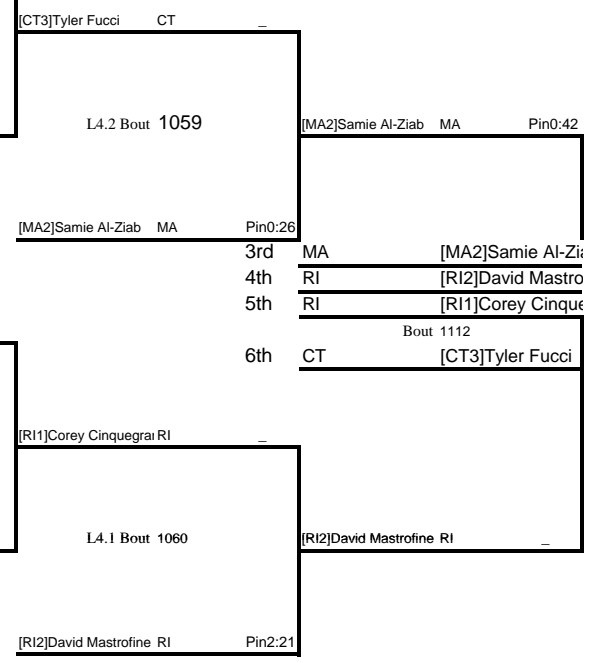 [CT3]Tyler Fucci CT _
L4.2 Bout 1059
[MA2]Samie Al-Ziab MA Pin0:42
[MA2]Samie Al-Ziab MA Pin0:26
3rd MA [MA2]Samie Al-Zia
4th RI [RI2]David Mastro
5th RI [RI1]Corey Cinque
Bout 1112
6th CT [CT3]Tyler Fucci
[RI1]Corey Cinquegrai RI _
L4.1 Bout 1060
[RI2]David Mastrofine RI _
[RI2]David Mastrofine RI Pin2:21